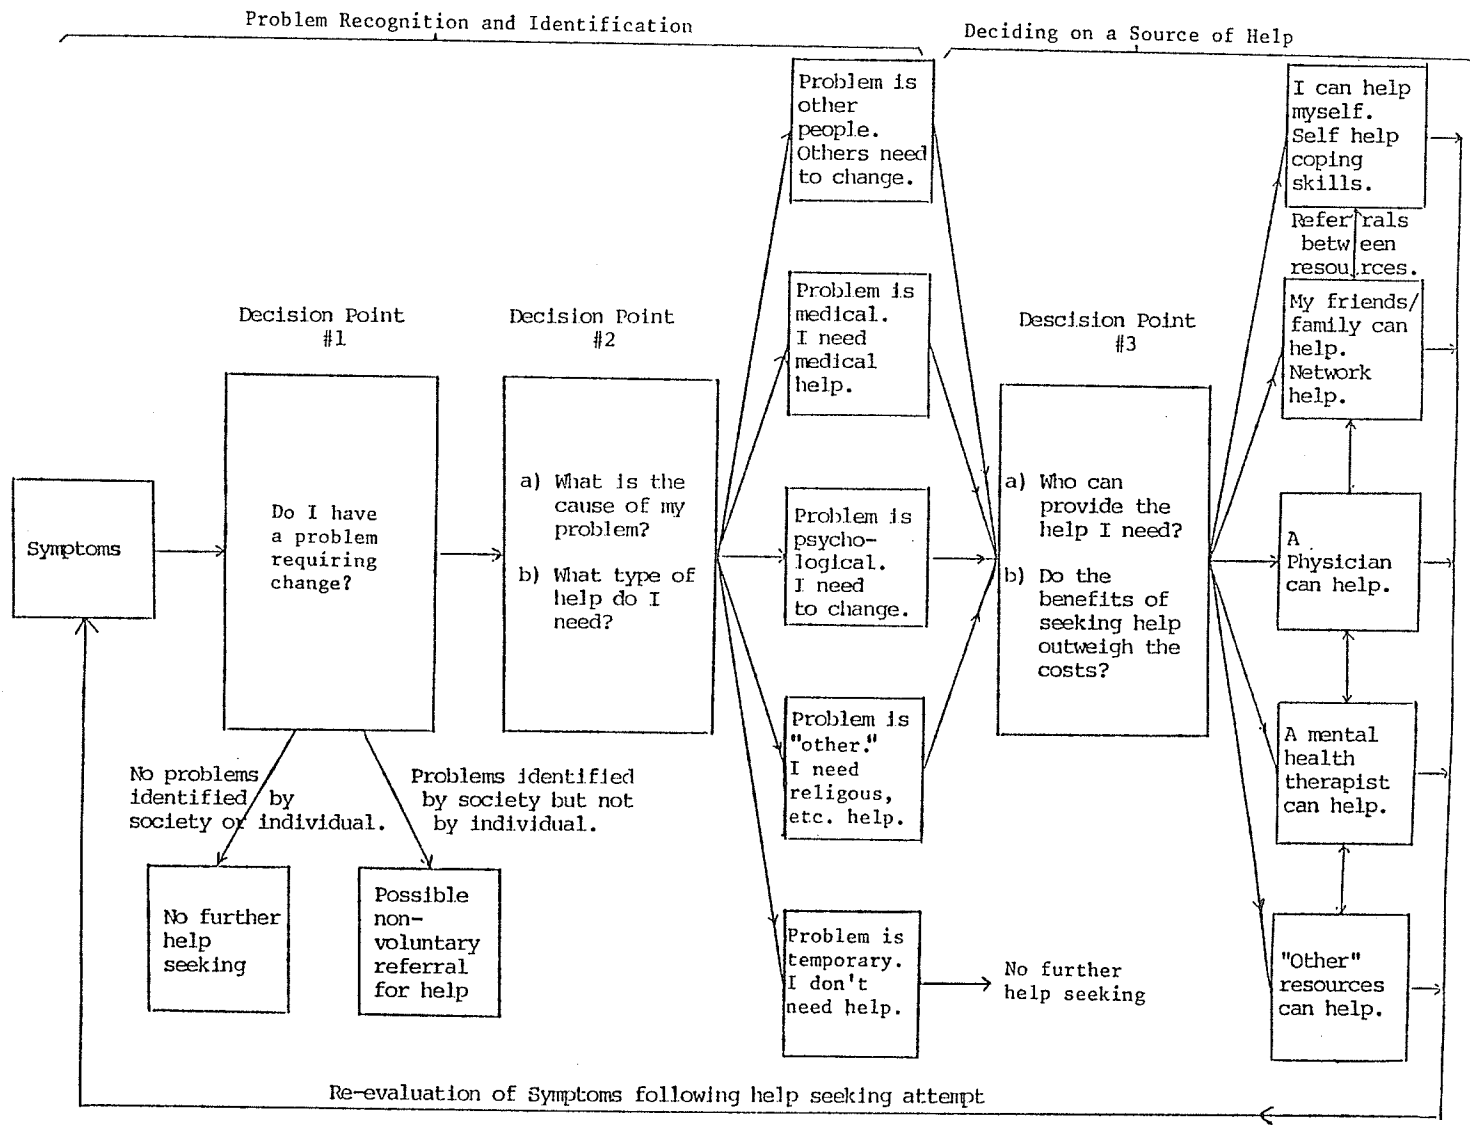 Problem Recognition and Identification
Deciding on a Source of Help
Problem is
other
people.
Others need
to change.
I can help
myself.
Self help
coping
skills.
Referrals
between
resources.
Decision Point
#1
Decision Point
#2
Problem is
medical.
I need
medical
help.
Descision Point
#3
My friends/
family can
help.
Network
help.
Symptoms
Do I have
a problem
requiring
change?
a) What is the
cause of my
problem?
b) What type of
help do I
need?
Problem is
psycho-
logical.
I need
to change.
a) Who can
provide the
help I need?
b) Do the
benefits of
seeking help
outweigh the
costs?
A
Physician
can help.
No problems
identified by
society or individual.
Problems identified
by society but not
by individual.
Problem is
"other."
I need
religous,
etc. help.
A mental
health
therapist
can help.
No further
help
seeking
Possible
non-
voluntary
referral
for help
Problem is
temporary.
I don't
need help.
No further
help seeking
"Other"
resources
can help.
Re-evaluation of Symptoms following help seeking attempt